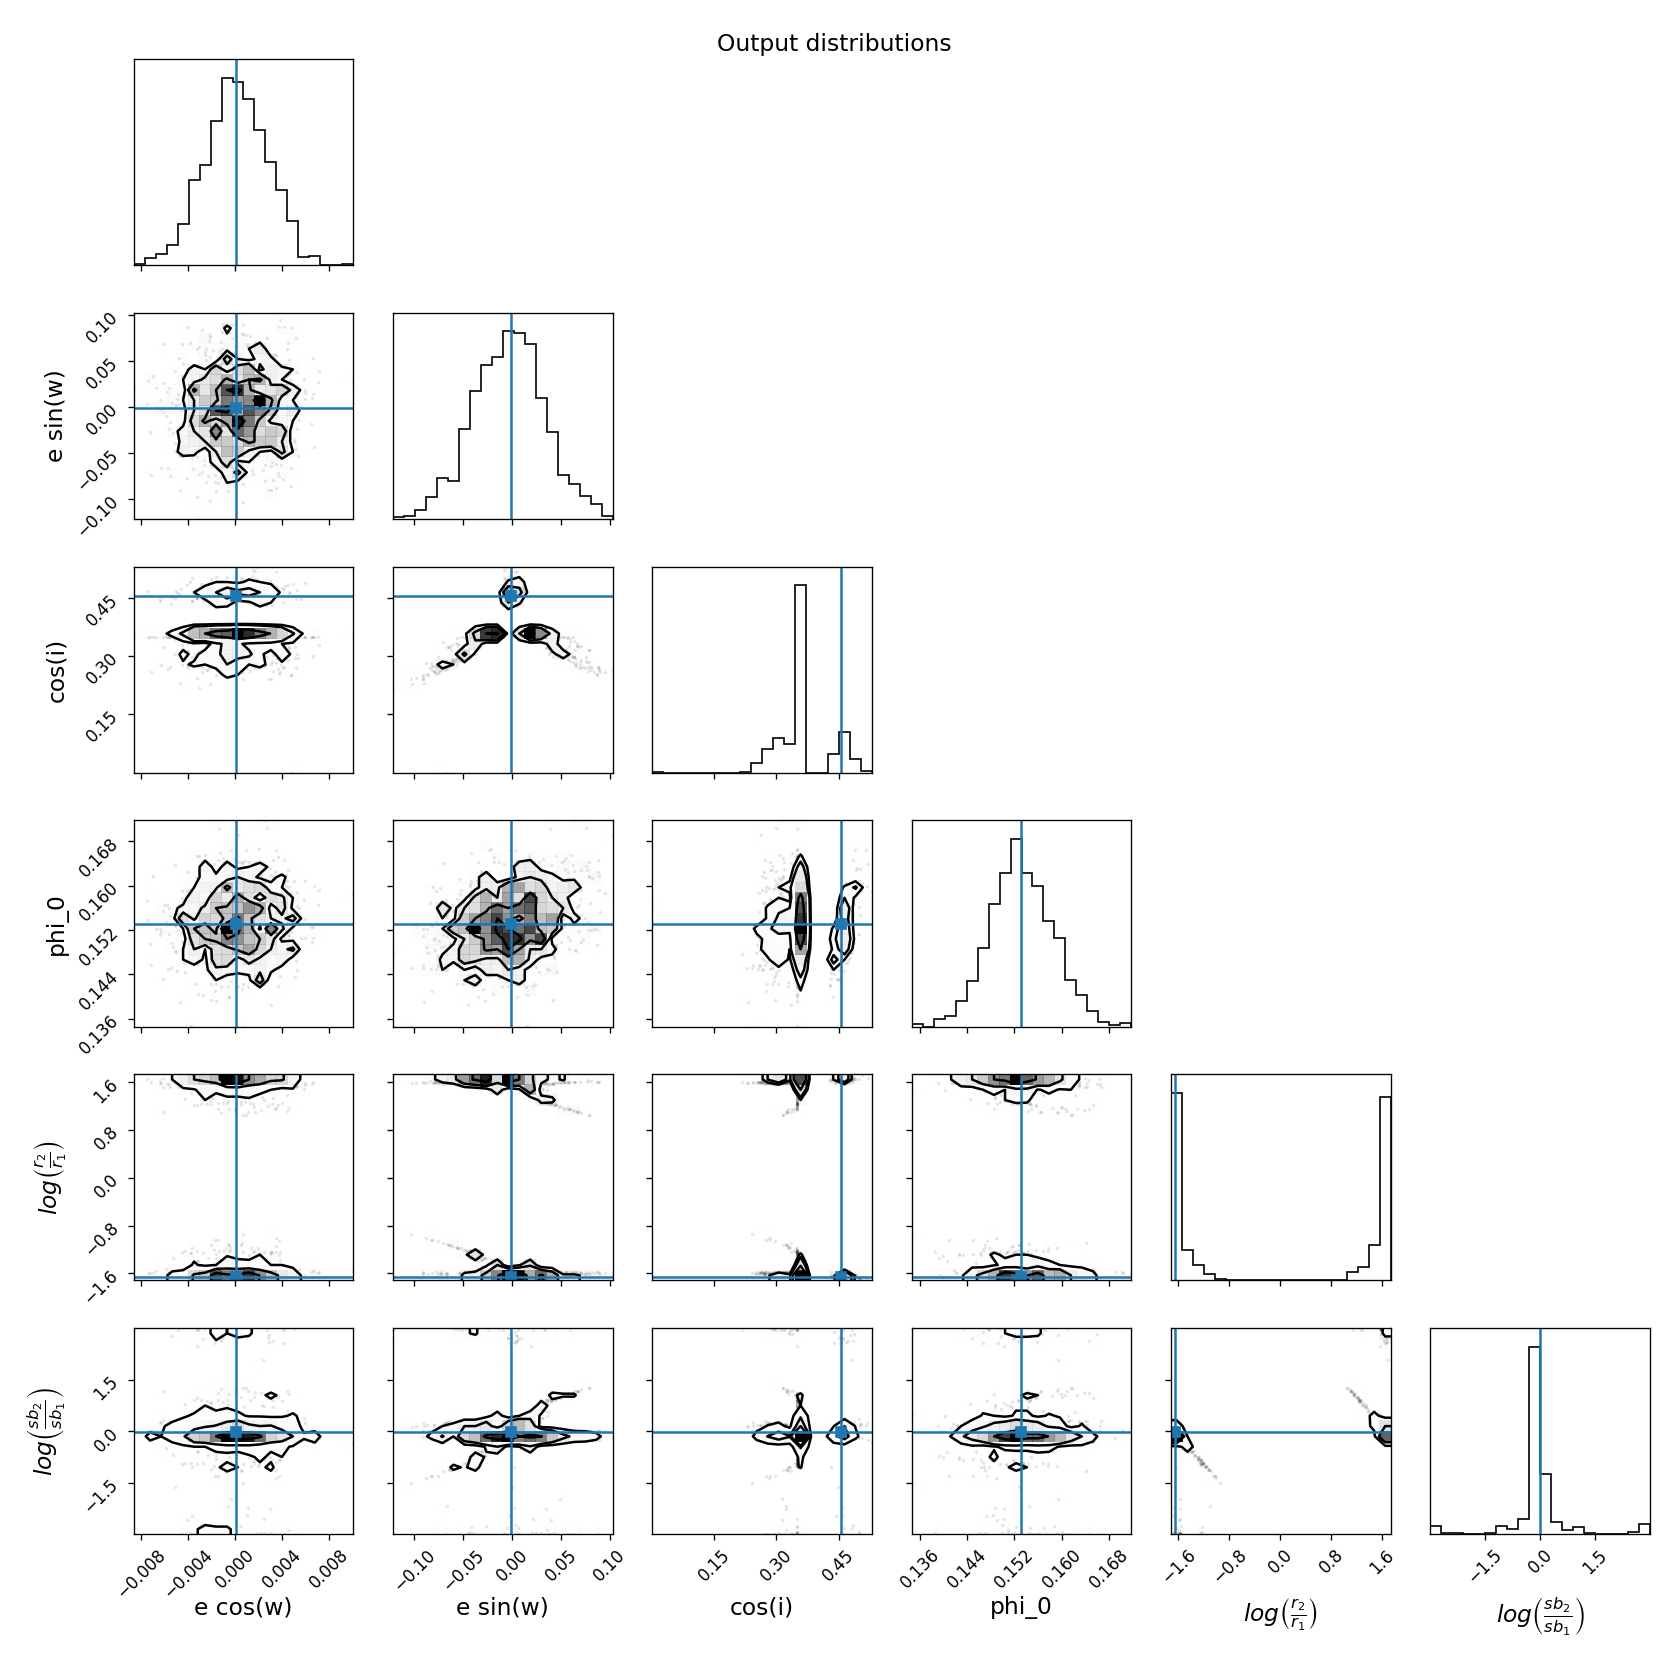 Output distributions
0.10
0.05
0.00
−0.05
−0.10
e sin(w)
0.45
0.30
0.15
cos(i)
0.168
0.160
0.152
0.144
0.136
phi_0
1.6
0.8
0.0
−0.8
−1.6
log(r₂/r₁)
1.5
0.0
−1.5
log(sb₂/sb₁)
−0.008 −0.004 0.000 0.004 0.008
−0.10 −0.05 0.00 0.05 0.10
0.15 0.30 0.45
0.136 0.144 0.152 0.160 0.168
−1.6 −0.8 0.0 0.8 1.6
−1.5 0.0 1.5
e cos(w)
e sin(w)
cos(i)
phi_0
log(r₂/r₁)
log(sb₂/sb₁)